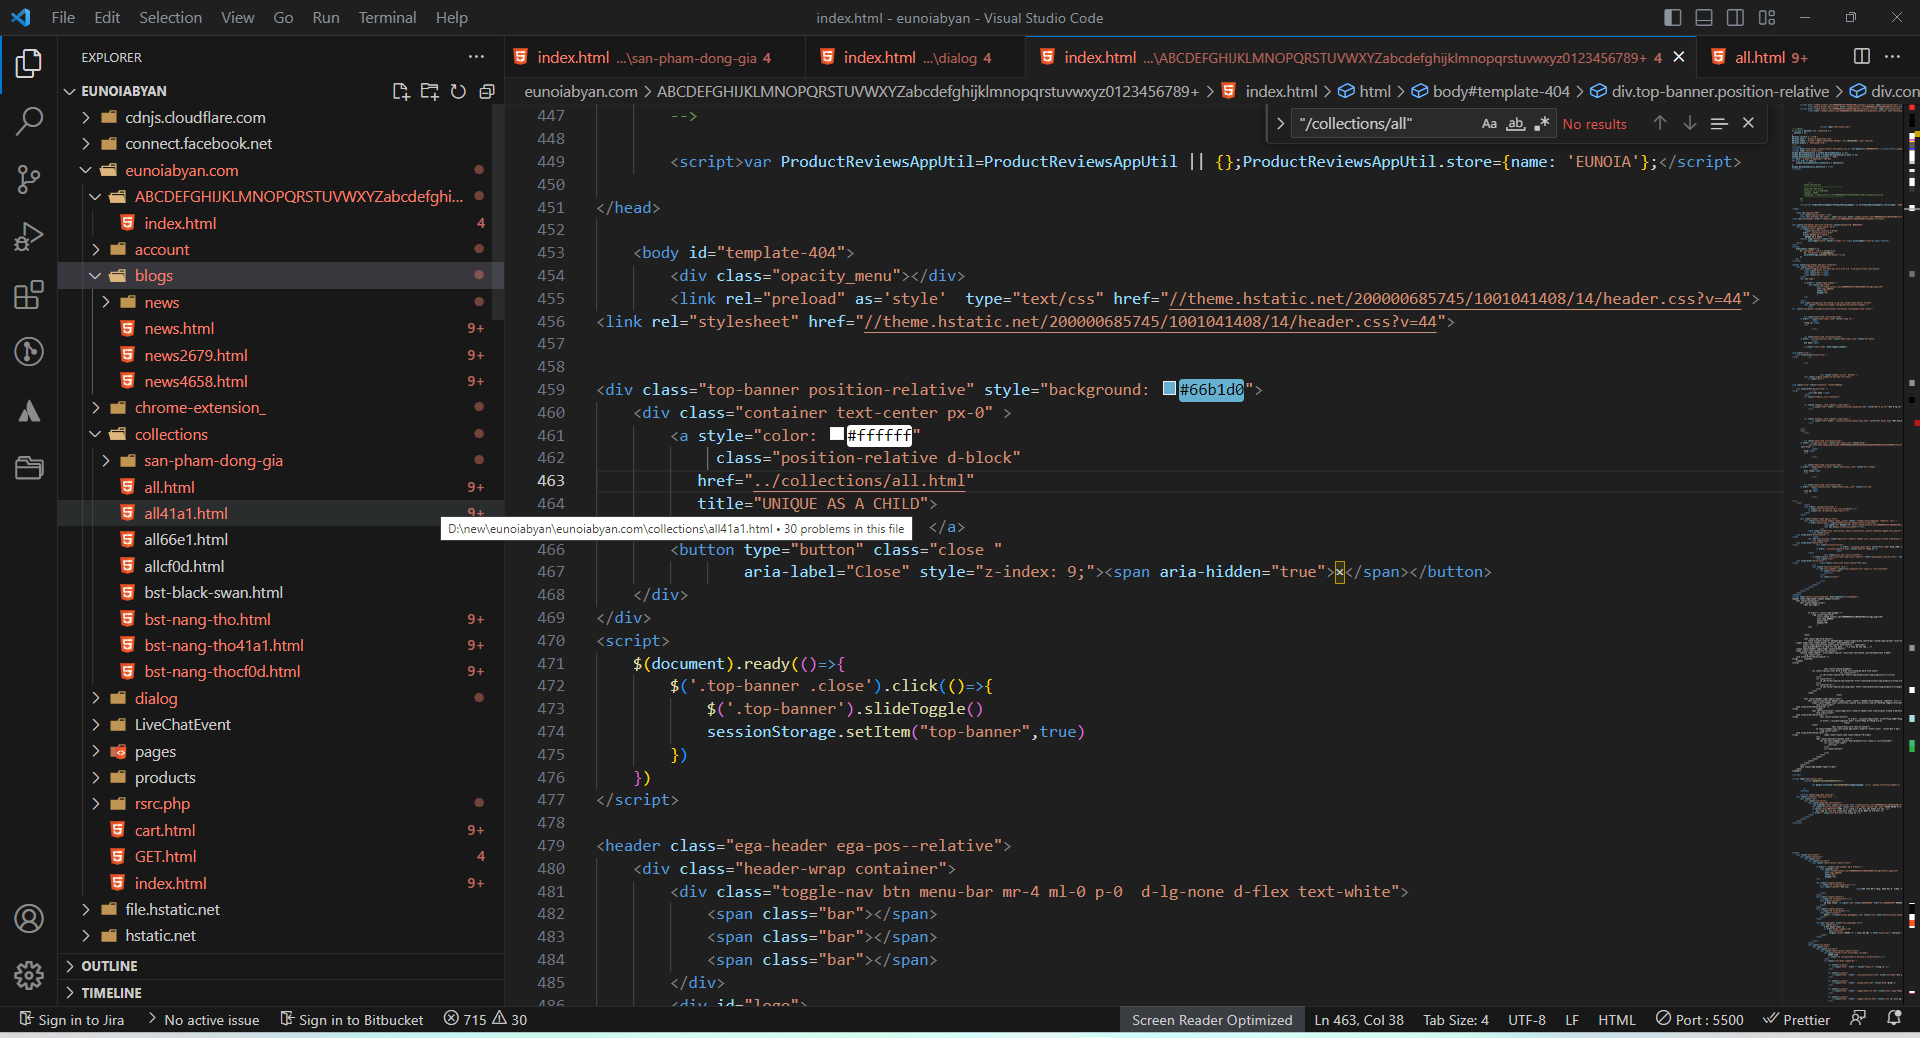 File Edit Selection View Go Run Terminal Help
index.html - eunoiabyan - Visual Studio Code
EXPLORER
EUNOIABYAN
cdnjs.cloudflare.com
connect.facebook.net
eunoiabyan.com
ABCDEFGHIJKLMNOPQRSTUVWXYZabcdefghi...
index.html 4
account
blogs
news
news.html 9+
news2679.html 9+
news4658.html 9+
chrome-extension_
collections
san-pham-dong-gia
all.html 9+
all41a1.html 9+
all66e1.html
allcf0d.html
bst-black-swan.html
bst-nang-tho.html 9+
bst-nang-tho41a1.html 9+
bst-nang-thocf0d.html 9+
dialog
LiveChatEvent
pages
products
rsrc.php
cart.html 9+
GET.html 4
index.html 9+
file.hstatic.net
hstatic.net
OUTLINE
TIMELINE
index.html ...\san-pham-dong-gia 4
index.html ...\dialog 4
index.html ...\ABCDEFGHIJKLMNOPQRSTUVWXYZabcdefghijklmnopqrstuvwxyz0123456789+ 4
all.html 9+
eunoiabyan.com > ABCDEFGHIJKLMNOPQRSTUVWXYZabcdefghijklmnopqrstuvwxyz0123456789+ > index.html > html > body#template-404 > div.top-banner.position-relative > div.con
"/collections/all" Aa ab .* No results
447 -->
449 <script>var ProductReviewsAppUtil=ProductReviewsAppUtil || {};ProductReviewsAppUtil.store={name: 'EUNOIA'};</script>
450
451 </head>
452
453 <body id="template-404">
454 <div class="opacity_menu"></div>
455 <link rel="preload" as='style'  type="text/css" href="//theme.hstatic.net/200000685745/1001041408/14/header.css?v=44">
456 <link rel="stylesheet" href="//theme.hstatic.net/200000685745/1001041408/14/header.css?v=44">
457
458
459 <div class="top-banner position-relative" style="background: #66b1d0">
460 <div class="container text-center px-0" >
461 <a style="color: #ffffff"
462 class="position-relative d-block"
463 href="../collections/all.html"
464 title="UNIQUE AS A CHILD">
D:\new\eunoiabyan\eunoiabyan.com\collections\all41a1.html • 30 problems in this file
</a>
466 <button type="button" class="close "
467 aria-label="Close" style="z-index: 9;"><span aria-hidden="true">×</span></button>
468 </div>
469 </div>
470 <script>
471 $(document).ready(()=>{
472 $('.top-banner .close').click(()=>{
473 $('.top-banner').slideToggle()
474 sessionStorage.setItem("top-banner",true)
475 })
476 })
477 </script>
478
479 <header class="ega-header ega-pos--relative">
480 <div class="header-wrap container">
481 <div class="toggle-nav btn menu-bar mr-4 ml-0 p-0  d-lg-none d-flex text-white">
482 <span class="bar"></span>
483 <span class="bar"></span>
484 <span class="bar"></span>
485 </div>
486 <div id="logo">
Sign in to Jira > No active issue Sign in to Bitbucket 715 30
Screen Reader Optimized Ln 463, Col 38 Tab Size: 4 UTF-8 LF HTML Port : 5500 Prettier